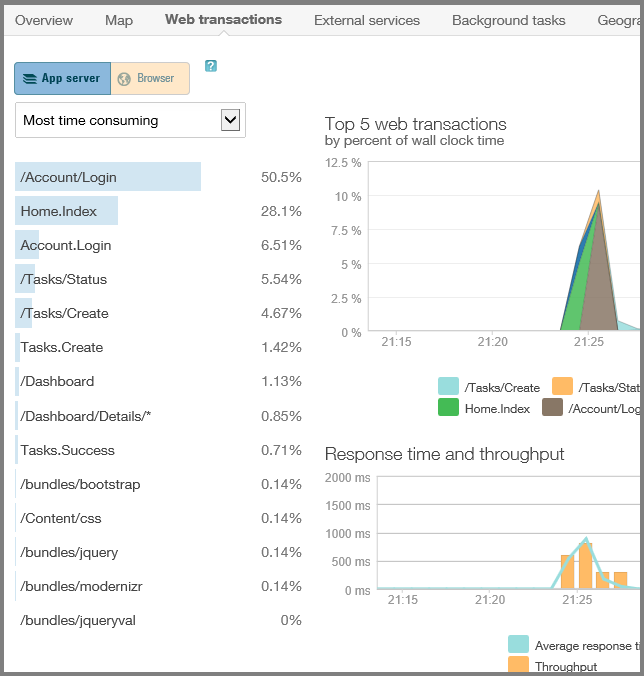 Overview Map Web transactions External services Background tasks
App server Browser ?
Most time consuming
/Account/Login 50.5%
Home.Index 28.1%
Account.Login 6.51%
/Tasks/Status 5.54%
/Tasks/Create 4.67%
Tasks.Create 1.42%
/Dashboard 1.13%
/Dashboard/Details/* 0.85%
Tasks.Success 0.71%
/bundles/bootstrap 0.14%
/Content/css 0.14%
/bundles/jquery 0.14%
/bundles/modernizr 0.14%
/bundles/jqueryval 0%
Top 5 web transactions
by percent of wall clock time
12.5 %
10 %
7.5 %
5 %
2.5 %
0 %
21:15 21:20 21:25
/Tasks/Create /Tasks/Stat
Home.Index /Account/Log
Response time and throughput
2000 ms
1500 ms
1000 ms
500 ms
0 ms
21:15 21:20 21:25
Average response ti
Throughput